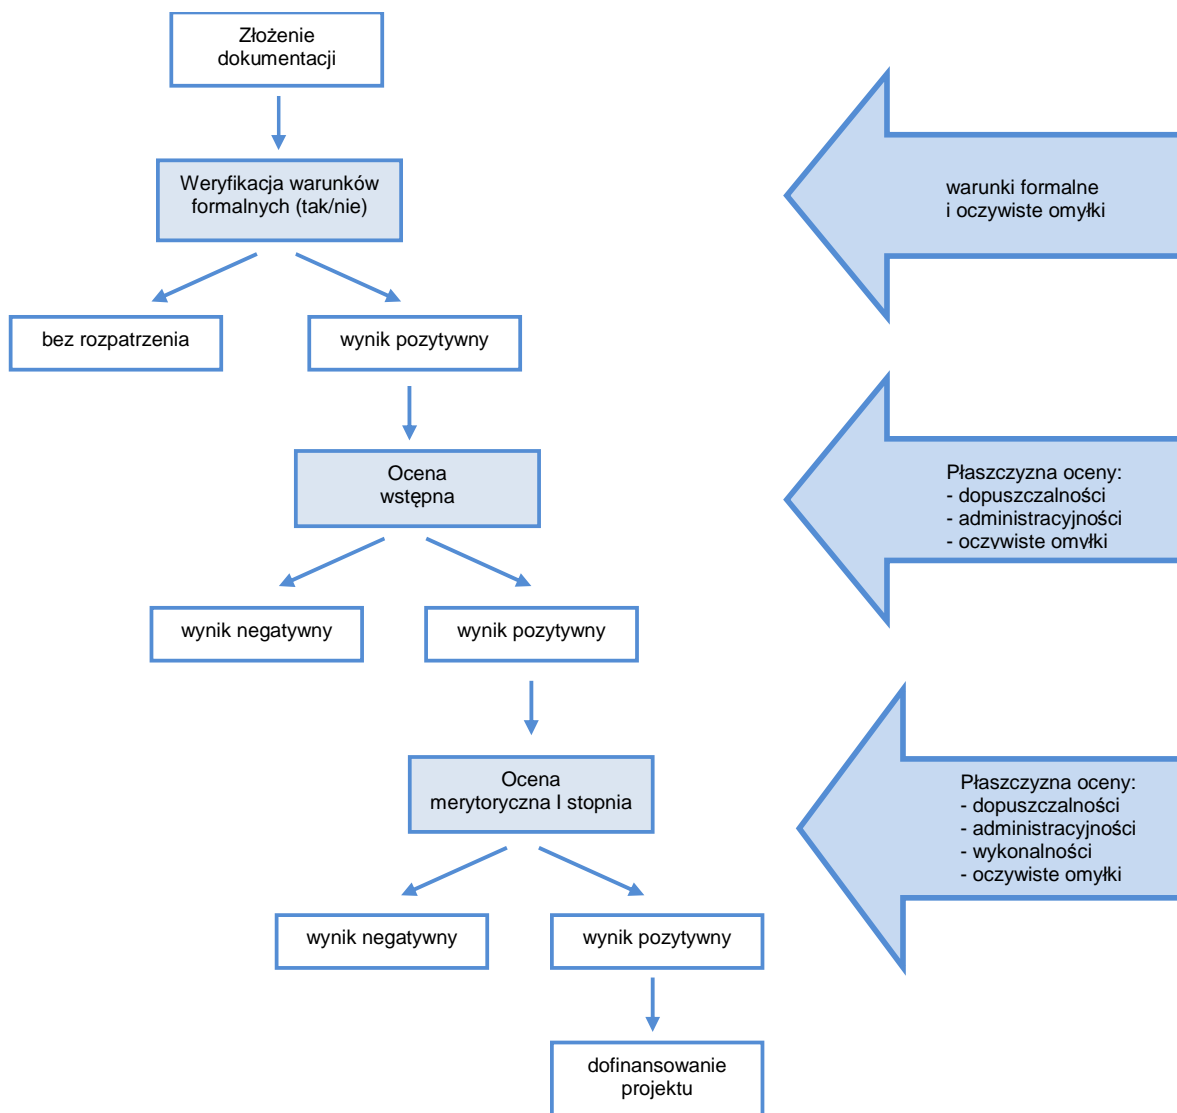 Złożenie
dokumentacji
Weryfikacja warunków
formalnych (tak/nie)
warunki formalne
i oczywiste omyłki
bez rozpatrzenia
wynik pozytywny
Ocena
wstępna
Płaszczyzna oceny:
- dopuszczalności
- administracyjności
- oczywiste omyłki
wynik negatywny
wynik pozytywny
Ocena
merytoryczna I stopnia
Płaszczyzna oceny:
- dopuszczalności
- administracyjności
- wykonalności
- oczywiste omyłki
wynik negatywny
wynik pozytywny
dofinansowanie
projektu